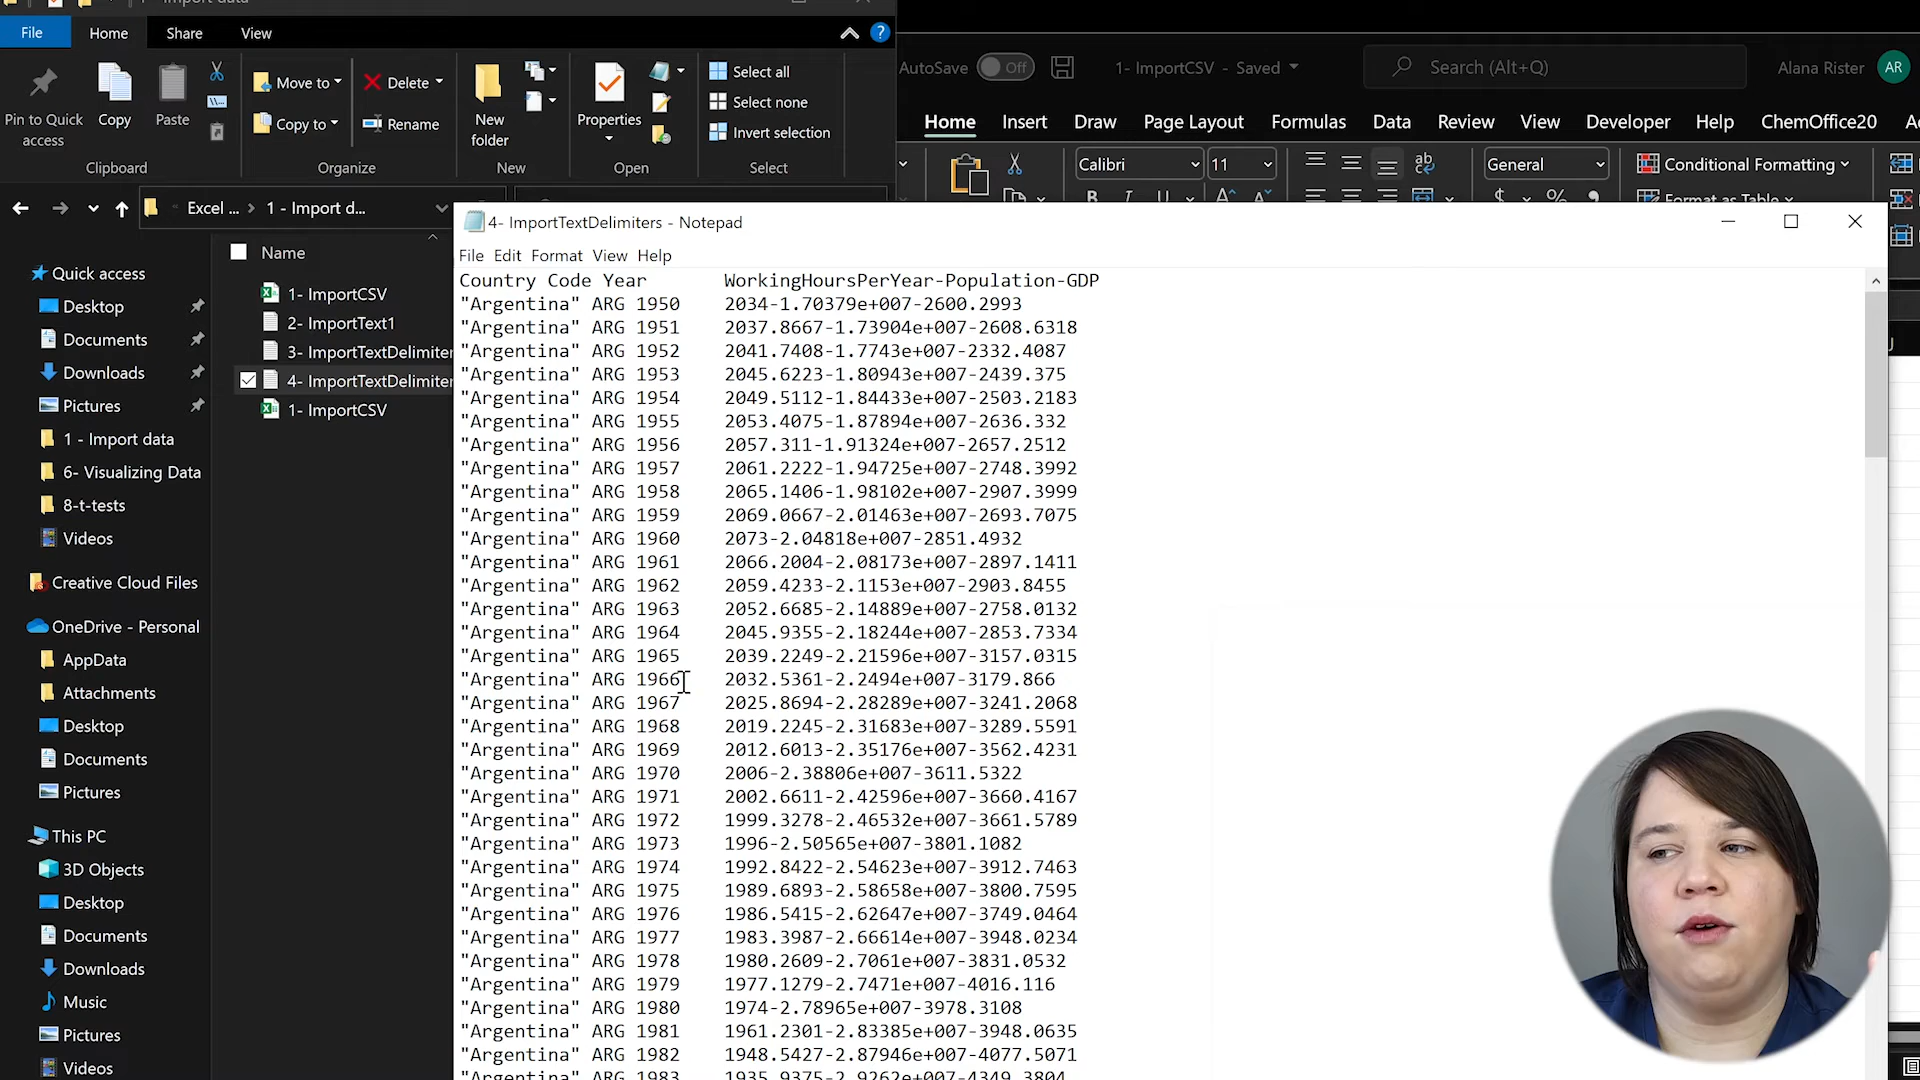 Import data
File
Home
Share
View
Pin to Quick access
Copy
Paste
Clipboard
Move to
Copy to
Delete
Rename
Organize
New folder
New
Properties
Open
Select all
Select none
Invert selection
Select
Excel ...
1 - Import d...
AutoSave
Off
1- ImportCSV - Saved
Search (Alt+Q)
Alana Rister
AR
Home
Insert
Draw
Page Layout
Formulas
Data
Review
View
Developer
Help
ChemOffice20
Calibri
11
General
Conditional Formatting
Format as Table
Quick access
Desktop
Documents
Downloads
Pictures
1 - Import data
6- Visualizing Data
8-t-tests
Videos
Creative Cloud Files
OneDrive - Personal
AppData
Attachments
Desktop
Documents
Pictures
This PC
3D Objects
Desktop
Documents
Downloads
Music
Pictures
Videos
Name
1- ImportCSV
2- ImportText1
3- ImportTextDelimiter
4- ImportTextDelimiter
1- ImportCSV
4- ImportTextDelimiters - Notepad
File Edit Format View Help
Country Code Year WorkingHoursPerYear-Population-GDP
"Argentina" ARG 1950 2034-1.70379e+007-2600.2993
"Argentina" ARG 1951 2037.8667-1.73904e+007-2608.6318
"Argentina" ARG 1952 2041.7408-1.7743e+007-2332.4087
"Argentina" ARG 1953 2045.6223-1.80943e+007-2439.375
"Argentina" ARG 1954 2049.5112-1.84433e+007-2503.2183
"Argentina" ARG 1955 2053.4075-1.87894e+007-2636.332
"Argentina" ARG 1956 2057.311-1.91324e+007-2657.2512
"Argentina" ARG 1957 2061.2222-1.94725e+007-2748.3992
"Argentina" ARG 1958 2065.1406-1.98102e+007-2907.3999
"Argentina" ARG 1959 2069.0667-2.01463e+007-2693.7075
"Argentina" ARG 1960 2073-2.04818e+007-2851.4932
"Argentina" ARG 1961 2066.2004-2.08173e+007-2897.1411
"Argentina" ARG 1962 2059.4233-2.1153e+007-2903.8455
"Argentina" ARG 1963 2052.6685-2.14889e+007-2758.0132
"Argentina" ARG 1964 2045.9355-2.18244e+007-2853.7334
"Argentina" ARG 1965 2039.2249-2.21596e+007-3157.0315
"Argentina" ARG 1966 2032.5361-2.2494e+007-3179.866
"Argentina" ARG 1967 2025.8694-2.28289e+007-3241.2068
"Argentina" ARG 1968 2019.2245-2.31683e+007-3289.5591
"Argentina" ARG 1969 2012.6013-2.35176e+007-3562.4231
"Argentina" ARG 1970 2006-2.38806e+007-3611.5322
"Argentina" ARG 1971 2002.6611-2.42596e+007-3660.4167
"Argentina" ARG 1972 1999.3278-2.46532e+007-3661.5789
"Argentina" ARG 1973 1996-2.50565e+007-3801.1082
"Argentina" ARG 1974 1992.8422-2.54623e+007-3912.7463
"Argentina" ARG 1975 1989.6893-2.58658e+007-3800.7595
"Argentina" ARG 1976 1986.5415-2.62647e+007-3749.0464
"Argentina" ARG 1977 1983.3987-2.66614e+007-3948.0234
"Argentina" ARG 1978 1980.2609-2.7061e+007-3831.0532
"Argentina" ARG 1979 1977.1279-2.7471e+007-4016.116
"Argentina" ARG 1980 1974-2.78965e+007-3978.3108
"Argentina" ARG 1981 1961.2301-2.83385e+007-3948.0635
"Argentina" ARG 1982 1948.5427-2.87946e+007-4077.5071
"Argentina" ARG 1983 1935.9375-2.9262e+007-4349.3804